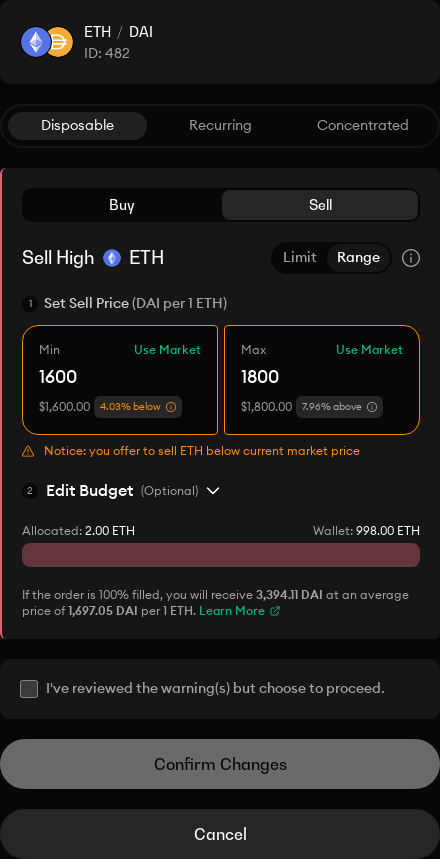 ETH / DAI
ID: 482
Disposable Recurring Concentrated
Buy Sell
Sell High ETH Limit Range
1 Set Sell Price (DAI per 1 ETH)
Min Use Market Max Use Market
1600 1800
$1,600.00 4.03% below $1,800.00 7.96% above
Notice: you offer to sell ETH below current market price
2 Edit Budget (Optional)
Allocated: 2.00 ETH Wallet: 998.00 ETH
If the order is 100% filled, you will receive 3,394.11 DAI at an average
price of 1,697.05 DAI per 1 ETH. Learn More
I've reviewed the warning(s) but choose to proceed.
Confirm Changes
Cancel